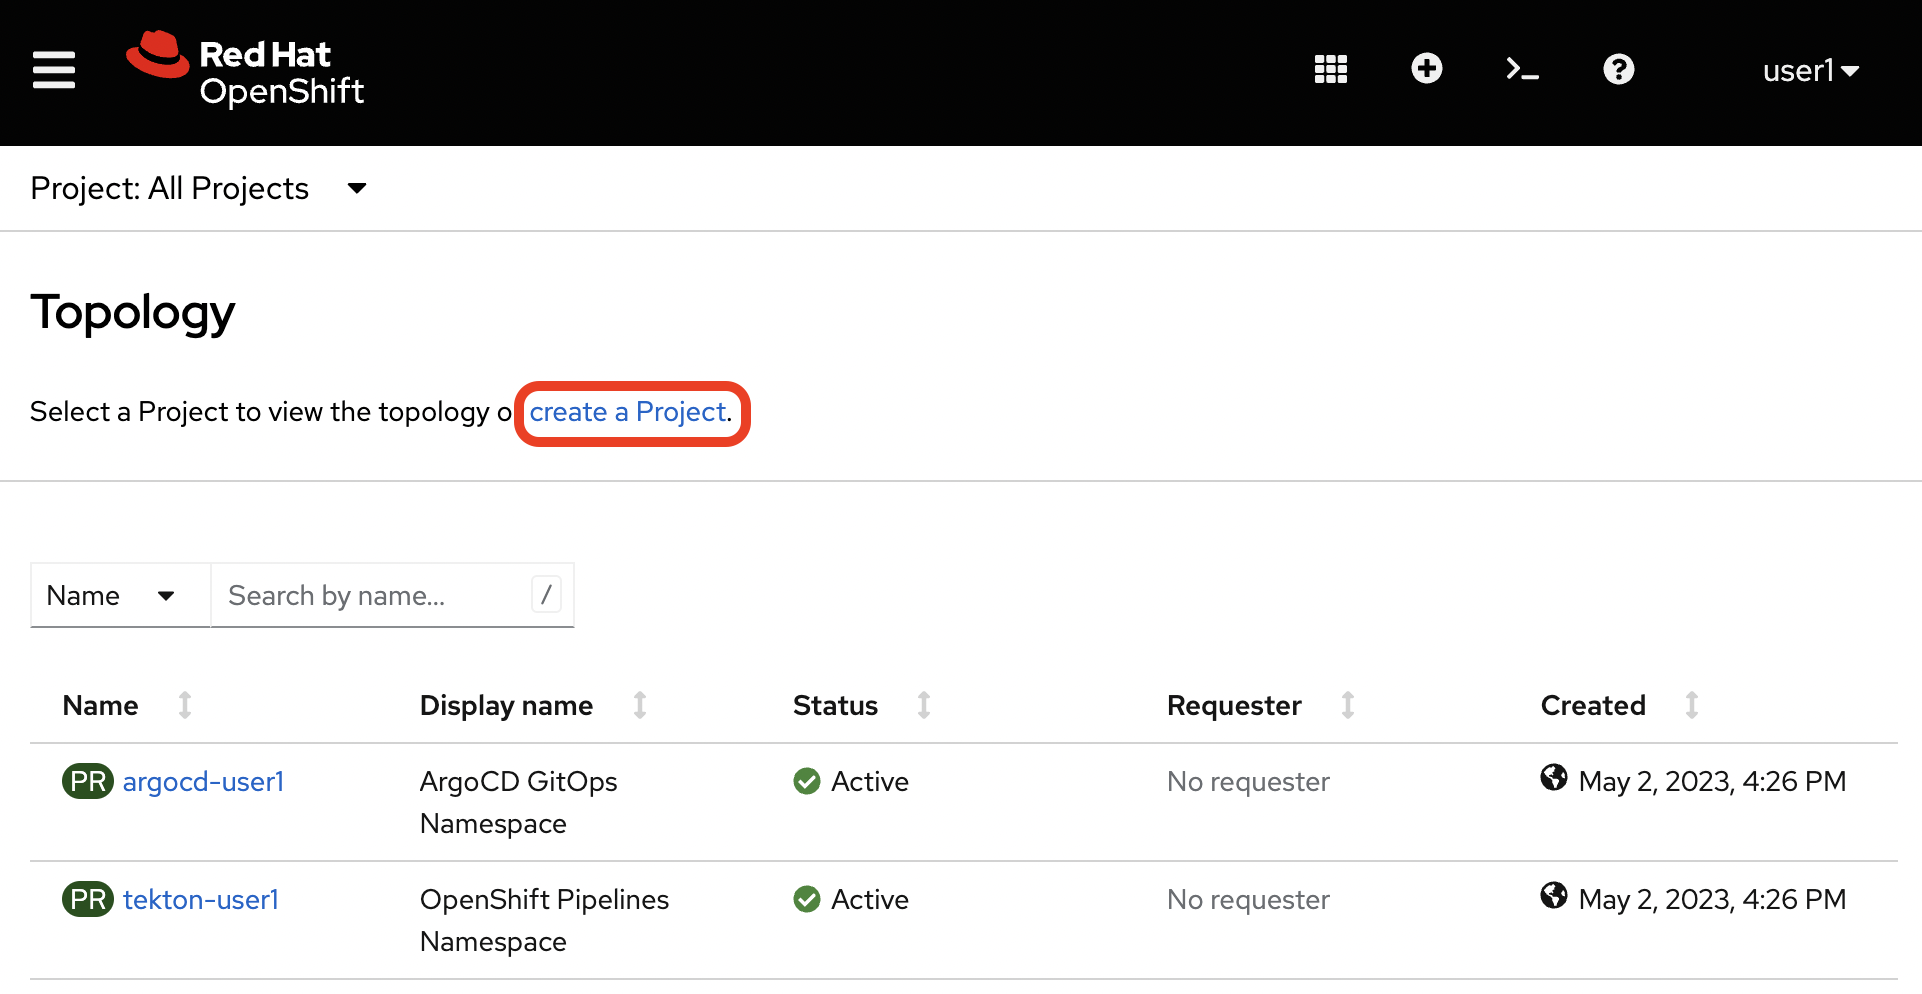 Red Hat
OpenShift
user1
Project: All Projects
Topology
Select a Project to view the topology o create a Project.
Name Search by name... /
Name Display name Status Requester Created
PR argocd-user1 ArgoCD GitOps Active No requester May 2, 2023, 4:26 PM
Namespace
PR tekton-user1 OpenShift Pipelines Active No requester May 2, 2023, 4:26 PM
Namespace